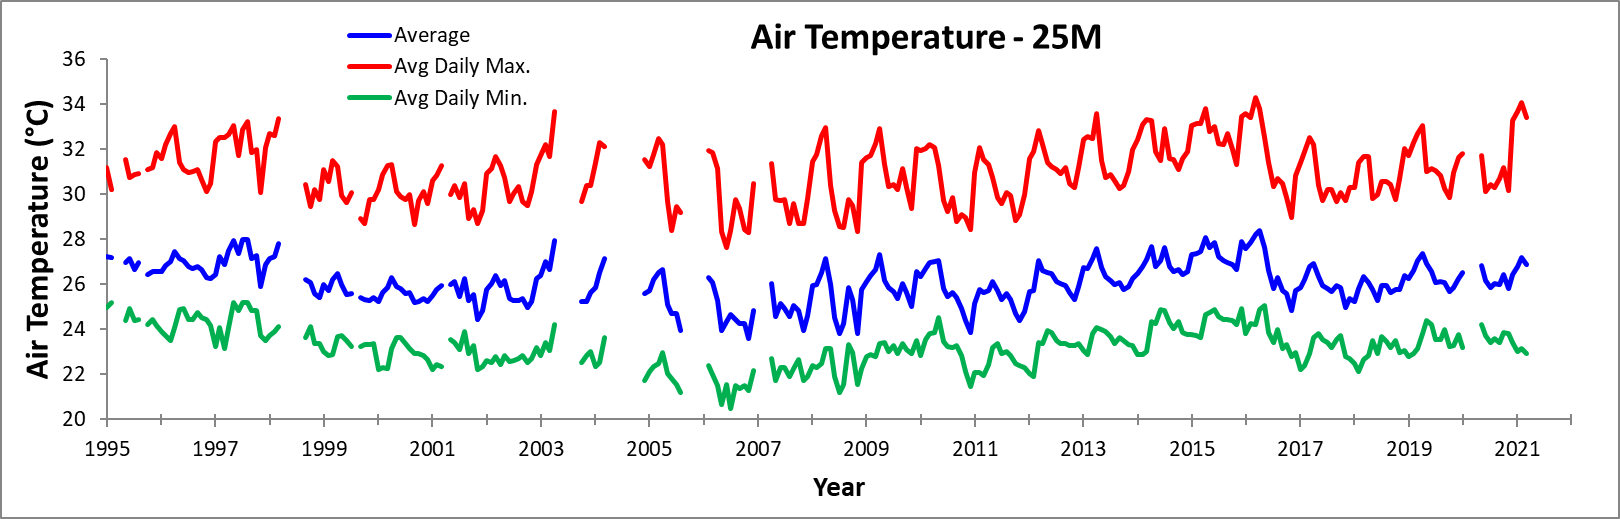 Air Temperature - 25M
Average
Avg Daily Max.
Avg Daily Min.
Air Temperature (°C)
36
34
32
30
28
26
24
22
20
1995 1997 1999 2001 2003 2005 2007 2009 2011 2013 2015 2017 2019 2021
Year